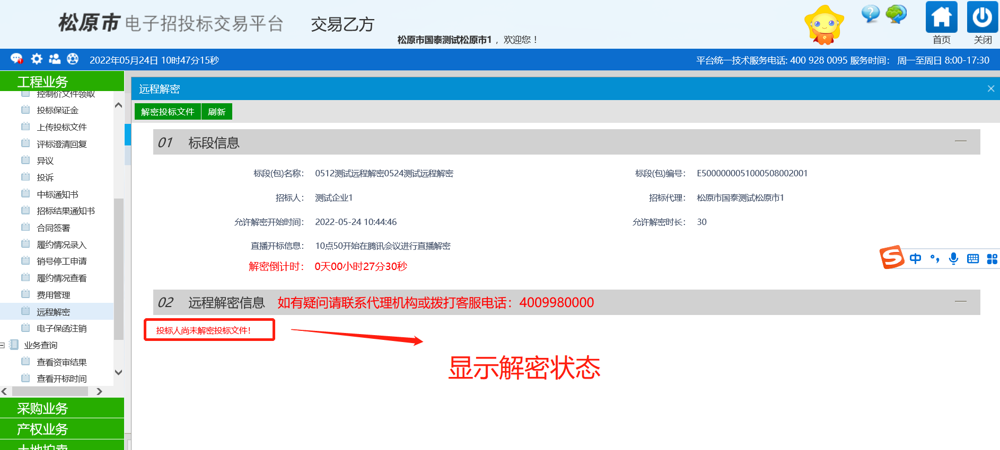 松原市 电子招投标交易平台 交易乙方
松原市国泰测试松原市1 ，欢迎您！
首页 关闭
2022年05月24日 10时47分15秒
平台统一技术服务电话: 400 928 0095 服务时间： 周一至周日 8:00-17:30
工程业务
控制价文件领取
投标保证金
上传投标文件
评标澄清回复
异议
投诉
中标通知书
招标结果通知书
合同签署
履约情况录入
销号停工申请
履约情况查看
费用管理
远程解密
电子保函注销
业务查询
查看资审结果
查看开标时间
采购业务
产权业务
土地拍卖
远程解密
解密投标文件 刷新
01 标段信息
标段(包)名称： 0512测试远程解密0524测试远程解密 标段(包)编号： E5000000051000508002001
招标人： 测试企业1 招标代理： 松原市国泰测试松原市1
允许解密开始时间： 2022-05-24 10:44:46 允许解密时长： 30
直播开标信息： 10点50开始在腾讯会议进行直播解密
解密倒计时： 0天00小时27分30秒
中
02 远程解密信息 如有疑问请联系代理机构或拨打客服电话：4009980000
投标人尚未解密投标文件！
显示解密状态